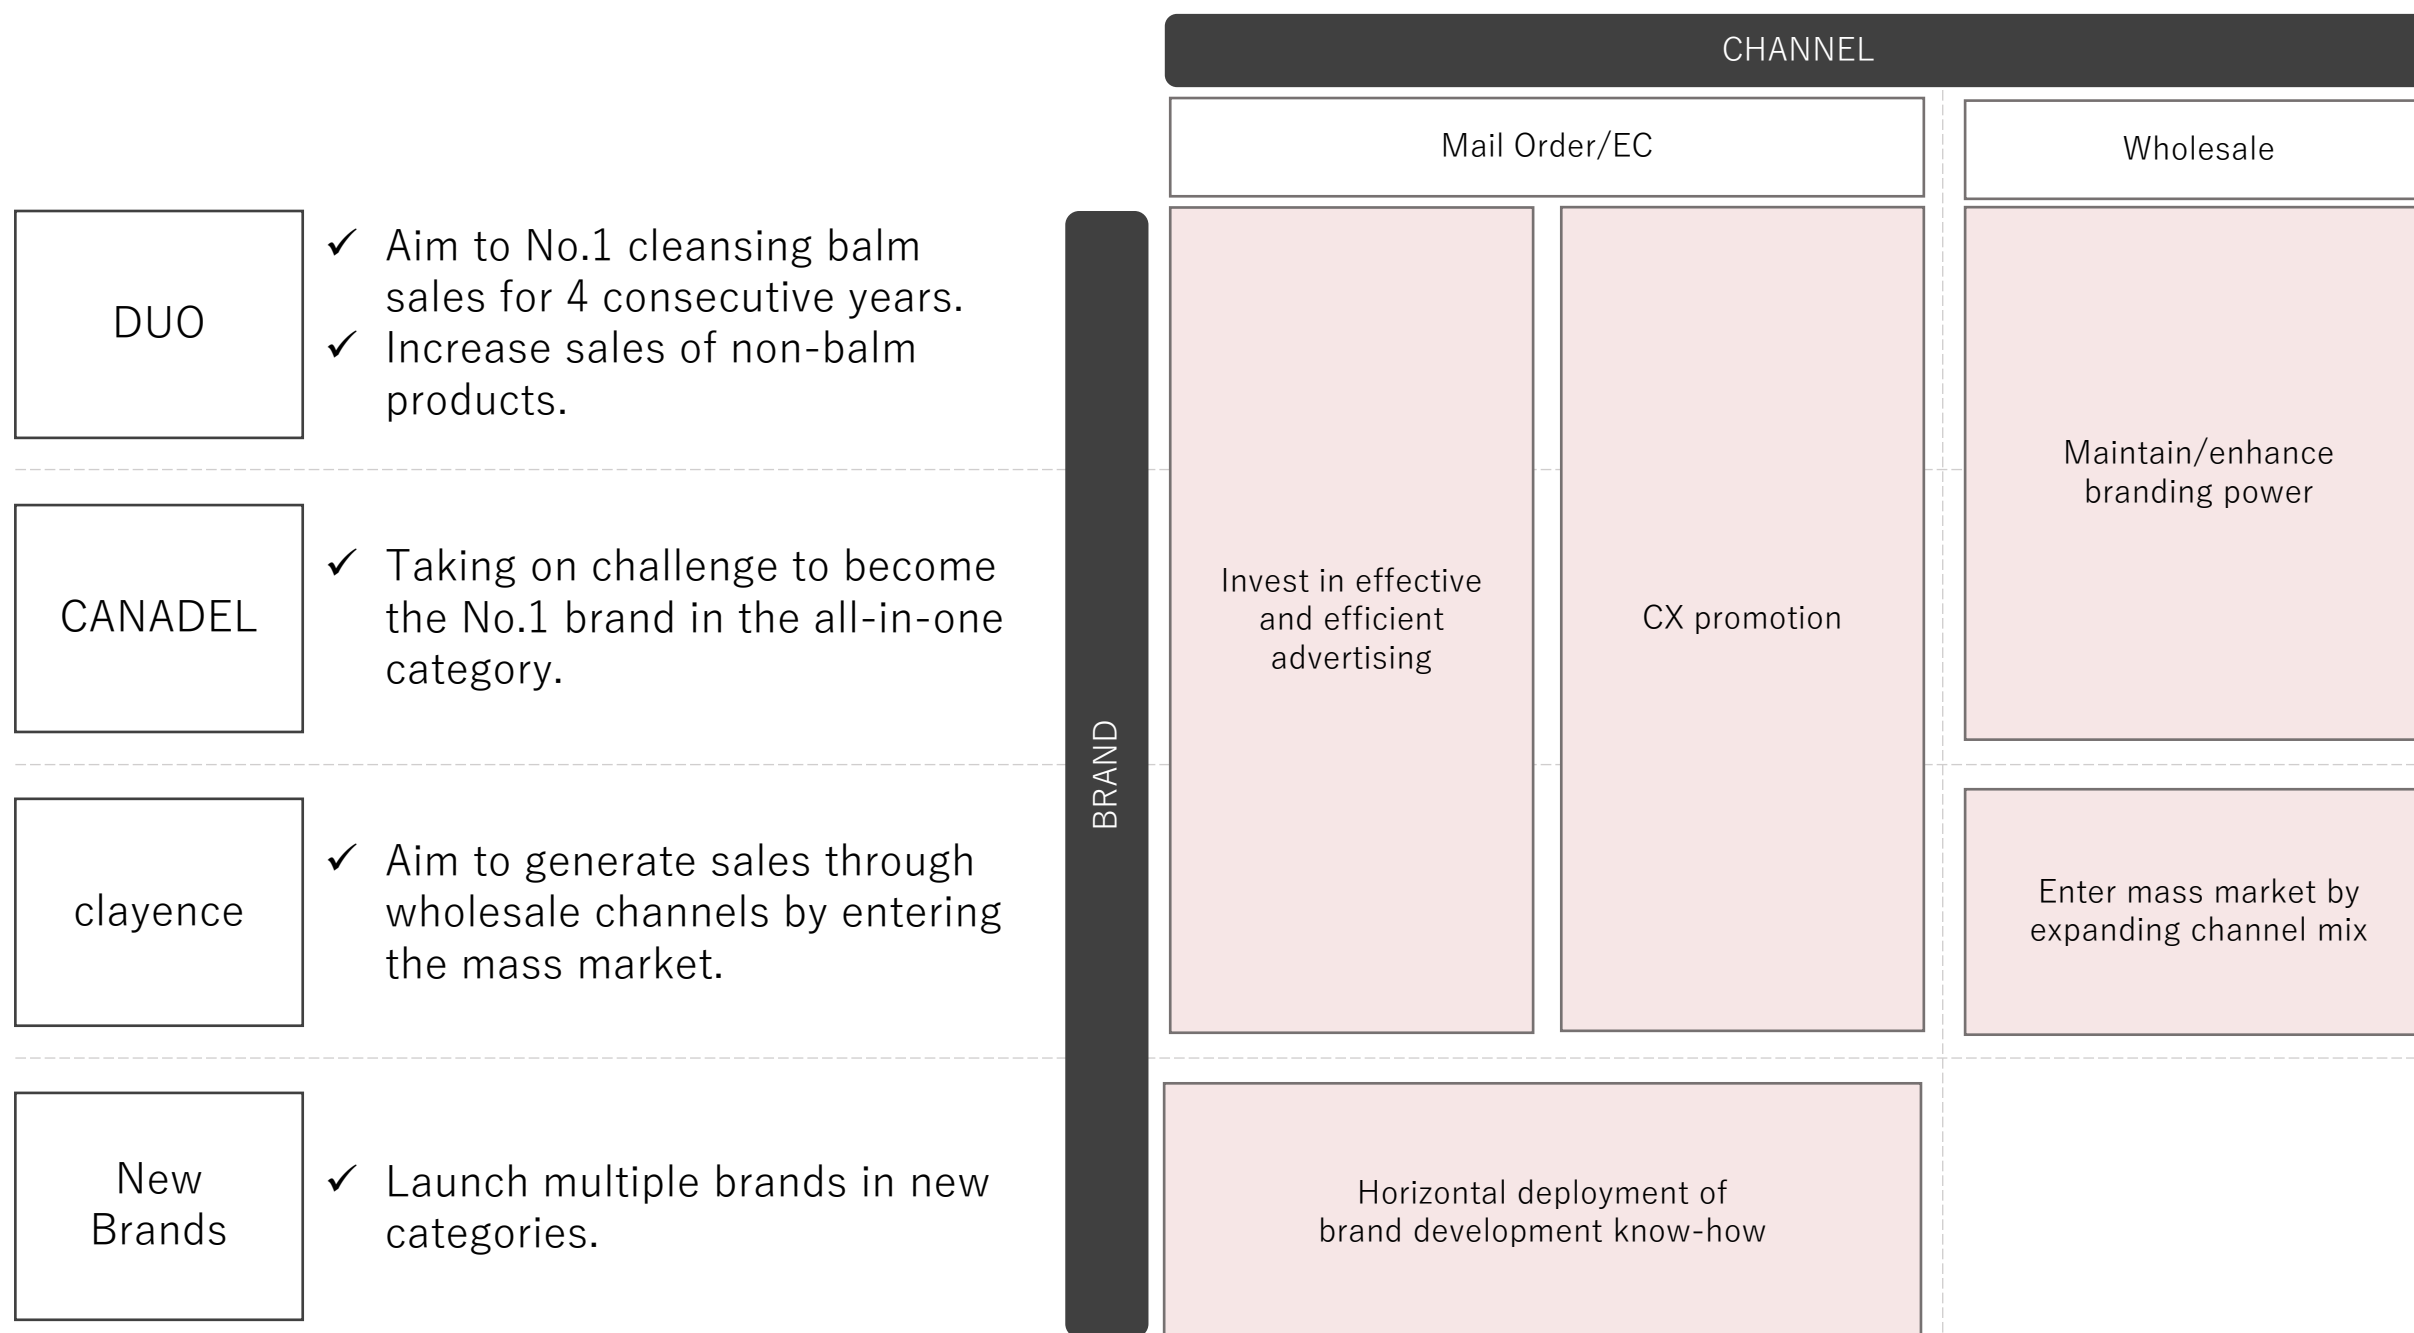 CHANNEL
Mail Order/EC
Wholesale
DUO
✓ Aim to No.1 cleansing balm
sales for 4 consecutive years.
✓ Increase sales of non-balm
products.
CANADEL
✓ Taking on challenge to become
the No.1 brand in the all-in-one
category.
clayence
✓ Aim to generate sales through
wholesale channels by entering
the mass market.
New
Brands
✓ Launch multiple brands in new
categories.
BRAND
Invest in effective
and efficient
advertising
CX promotion
Maintain/enhance
branding power
Enter mass market by
expanding channel mix
Horizontal deployment of
brand development know-how